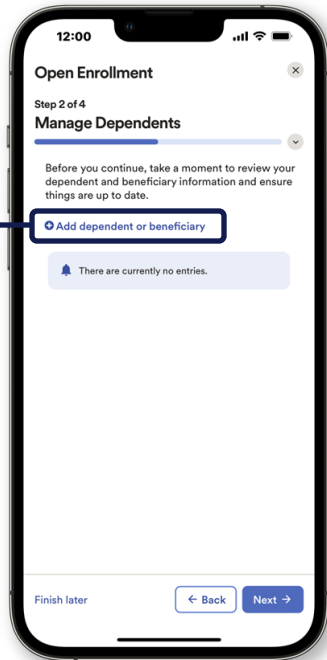 12:00
Open Enrollment
Step 2 of 4
Manage Dependents
Before you continue, take a moment to review your
dependent and beneficiary information and ensure
things are up to date.
Add dependent or beneficiary
There are currently no entries.
Finish later
Back
Next